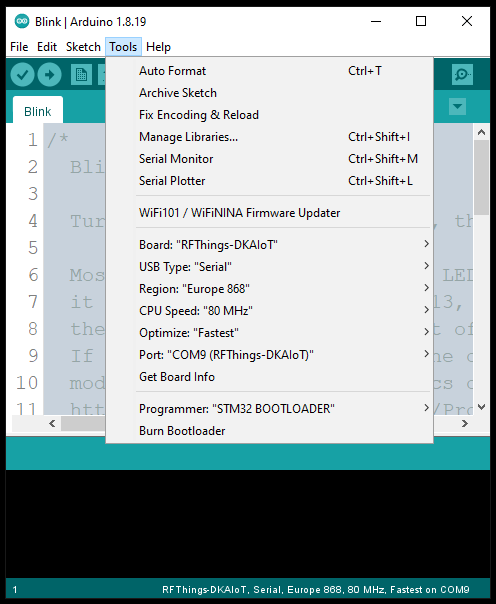 Blink | Arduino 1.8.19
File Edit Sketch Tools Help
Auto Format Ctrl+T
Archive Sketch
Fix Encoding & Reload
Manage Libraries... Ctrl+Shift+I
Serial Monitor Ctrl+Shift+M
Serial Plotter Ctrl+Shift+L
WiFi101 / WiFiNINA Firmware Updater
Board: "RFThings-DKAIoT"
USB Type: "Serial"
Region: "Europe 868"
CPU Speed: "80 MHz"
Optimize: "Fastest"
Port: "COM9 (RFThings-DKAIoT)"
Get Board Info
Programmer: "STM32 BOOTLOADER"
Burn Bootloader
Blink
1 /*
2 Bli
3
4 Tur , th
5
6 Mos LED
7 it 13,
8 the t of
9 If e o
10 mod cs o
11 htt /Pro
1 RFThings-DKAIoT, Serial, Europe 868, 80 MHz, Fastest on COM9